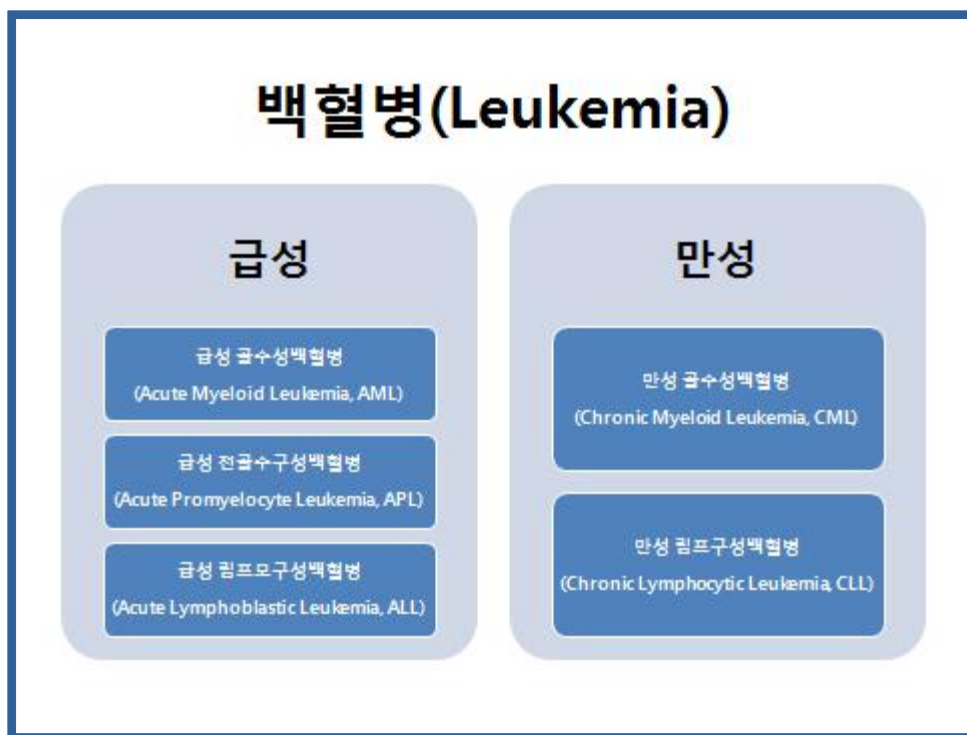 백혈병(Leukemia)
급성
급성 골수성백혈병
(Acute Myeloid Leukemia, AML)
급성 전골수구성백혈병
(Acute Promyelocyte Leukemia, APL)
급성 림프모구성백혈병
(Acute Lymphoblastic Leukemia, ALL)
만성
만성 골수성백혈병
(Chronic Myeloid Leukemia, CML)
만성 림프구성백혈병
(Chronic Lymphocytic Leukemia, CLL)